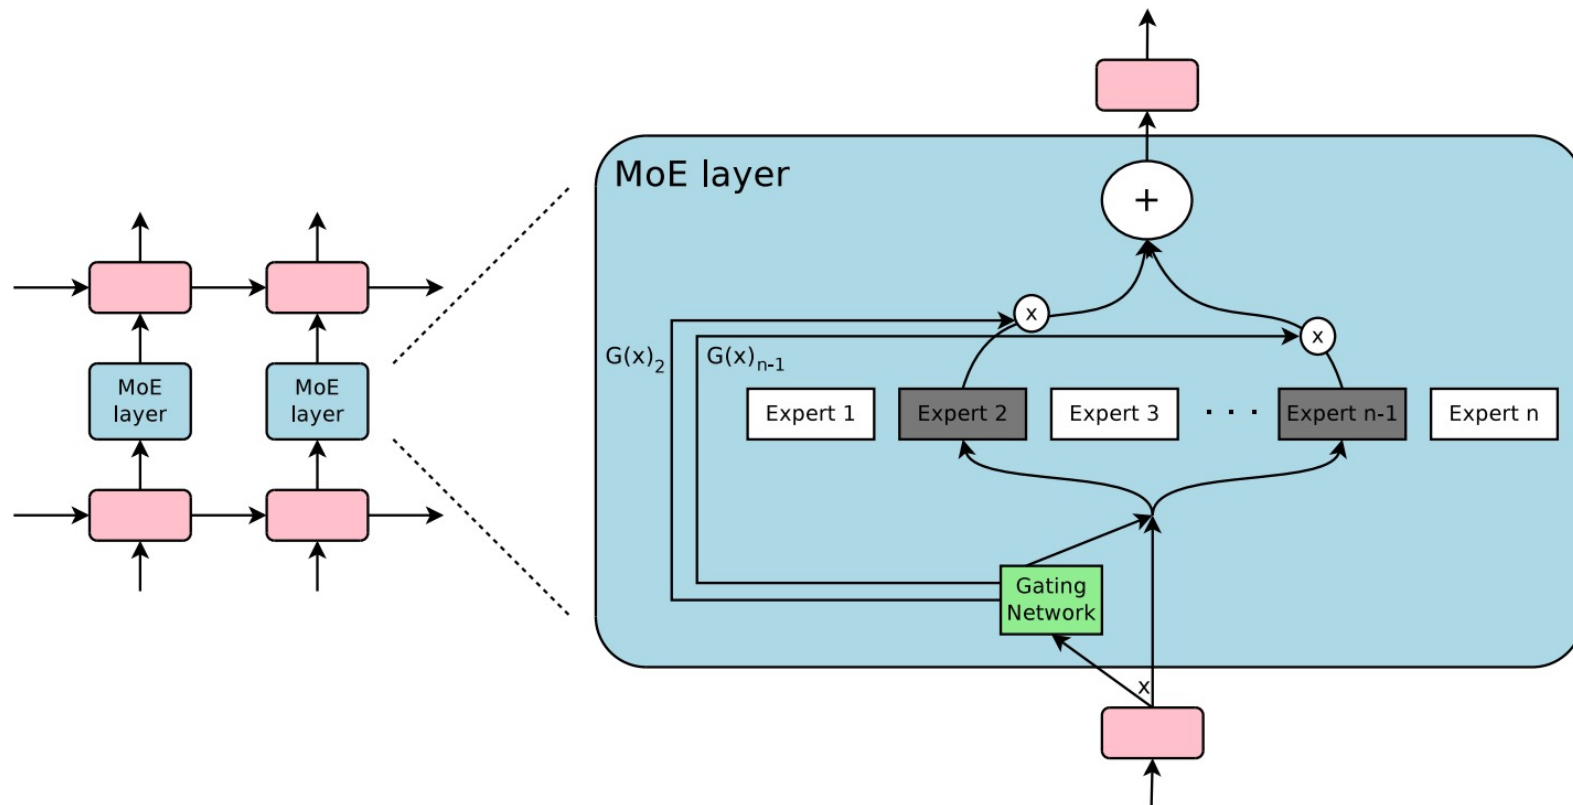 MoE layer
+
x
x
G(x)2
G(x)n-1
MoE
layer
MoE
layer
Expert 1
Expert 2
Expert 3
. . .
Expert n-1
Expert n
Gating
Network
x